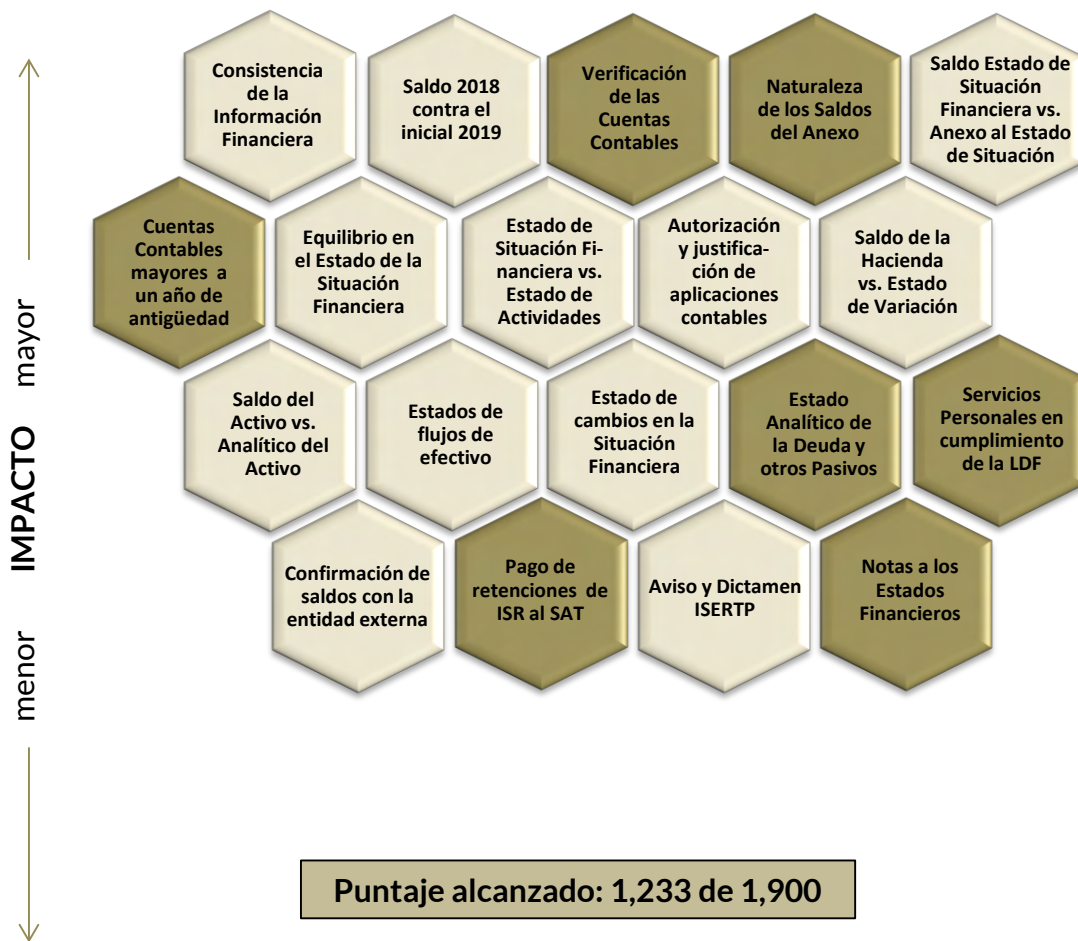 Consistencia
de la
Información
Financiera
Saldo 2018
contra el
inicial 2019
Verificación
de las
Cuentas
Contables
Naturaleza
de los Saldos
del Anexo
Saldo Estado de
Situación
Financiera vs.
Anexo al Estado
de Situación
Cuentas
Contables
mayores a
un año de
antigüedad
Equilibrio en
el Estado de la
Situación
Financiera
Estado de
Situación Fi-
nanciera vs.
Estado de
Actividades
Autorización
y justifica-
ción de
aplicaciones
contables
Saldo de la
Hacienda
vs. Estado
de Variación
Saldo del
Activo vs.
Analítico del
Activo
Estados de
flujos de
efectivo
Estado de
cambios en la
Situación
Financiera
Estado
Analítico de
la Deuda y
otros Pasivos
Servicios
Personales en
cumplimiento
de la LDF
Confirmación de
saldos con la
entidad externa
Pago de
retenciones de
ISR al SAT
Aviso y Dictamen
ISERTP
Notas a los
Estados
Financieros
menor IMPACTO mayor
Puntaje alcanzado: 1,233 de 1,900